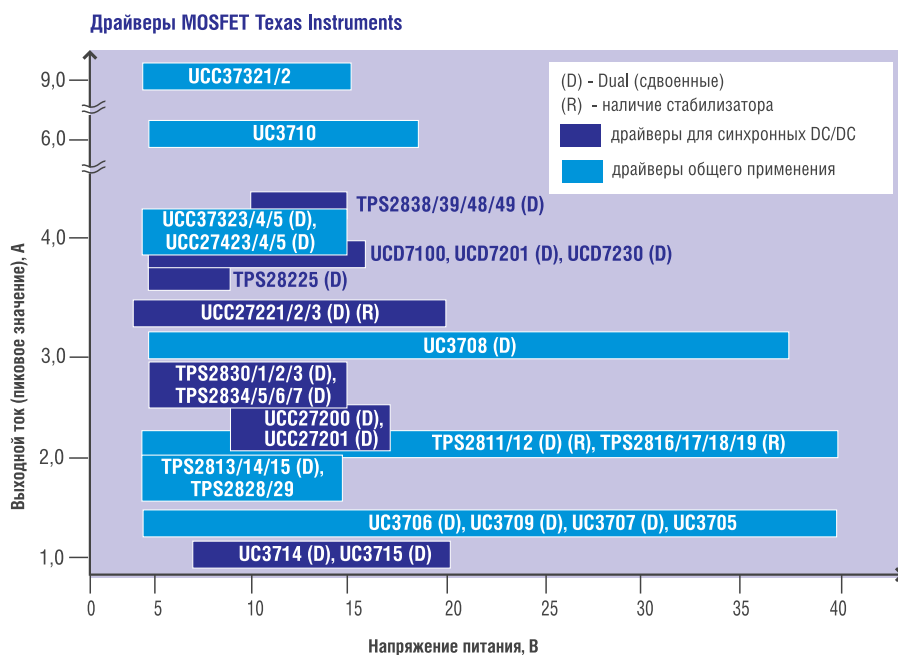 Драйверы MOSFET Texas Instruments
(D) - Dual (сдвоенные)
(R) - наличие стабилизатора
драйверы для синхронных DC/DC
драйверы общего применения
Выходной ток (пиковое значение), А
9,0
6,0
4,0
3,0
2,0
1,0
UCC37321/2
UC3710
TPS2838/39/48/49 (D)
UCC37323/4/5 (D),
UCC27423/4/5 (D)
UCD7100, UCD7201 (D), UCD7230 (D)
TPS28225 (D)
UCC27221/2/3 (D) (R)
UC3708 (D)
TPS2830/1/2/3 (D),
TPS2834/5/6/7 (D)
UCC27200 (D),
UCC27201 (D)
TPS2811/12 (D) (R), TPS2816/17/18/19 (R)
TPS2813/14/15 (D),
TPS2828/29
UC3706 (D), UC3709 (D), UC3707 (D), UC3705
UC3714 (D), UC3715 (D)
0 5 10 15 20 25 30 35 40
Напряжение питания, В